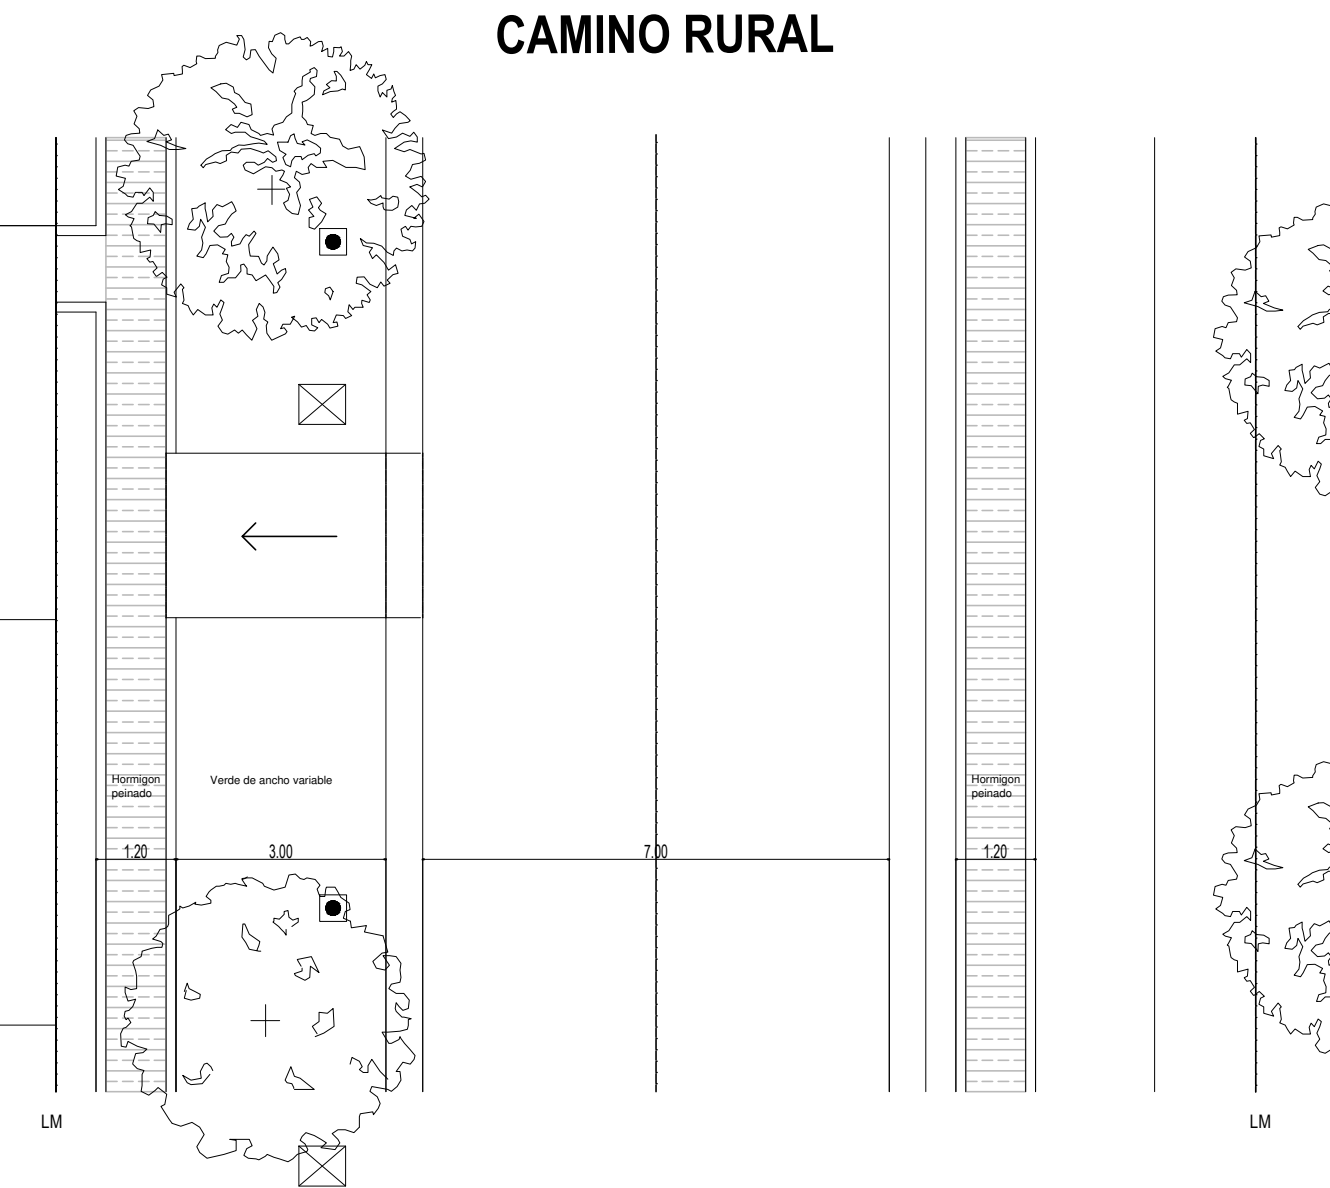 CAMINO RURAL
Hormigon
peinado
Verde de ancho variable
Hormigon
peinado
1.20
3.00
7.00
1.20
LM
LM